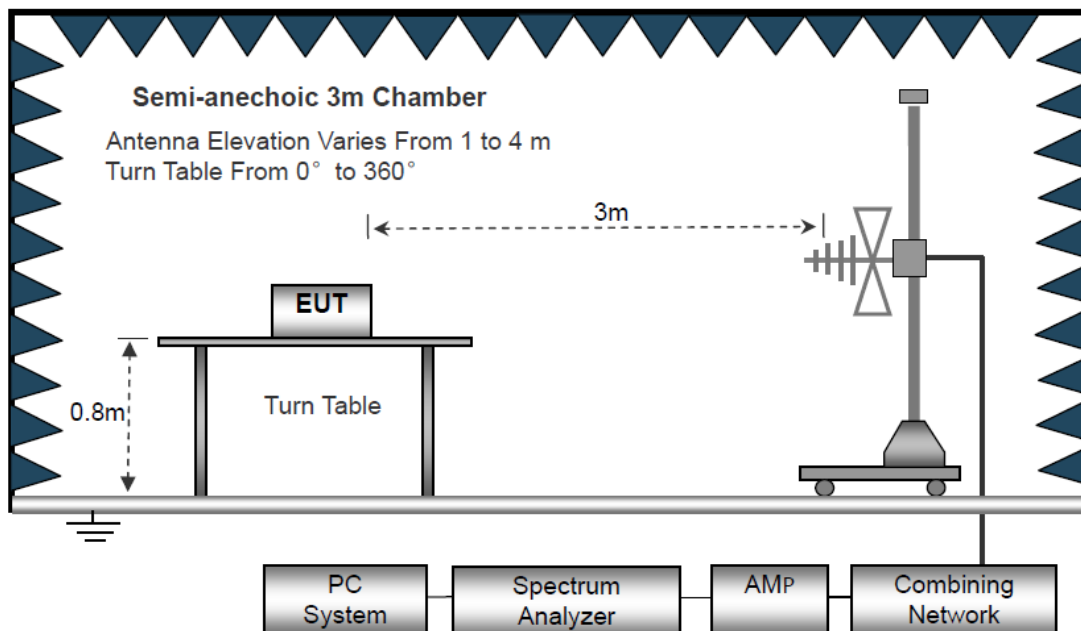 Semi-anechoic 3m Chamber
Antenna Elevation Varies From 1 to 4 m
Turn Table From 0° to 360°
3m
EUT
0.8m
Turn Table
PC
System
Spectrum
Analyzer
AMP
Combining
Network